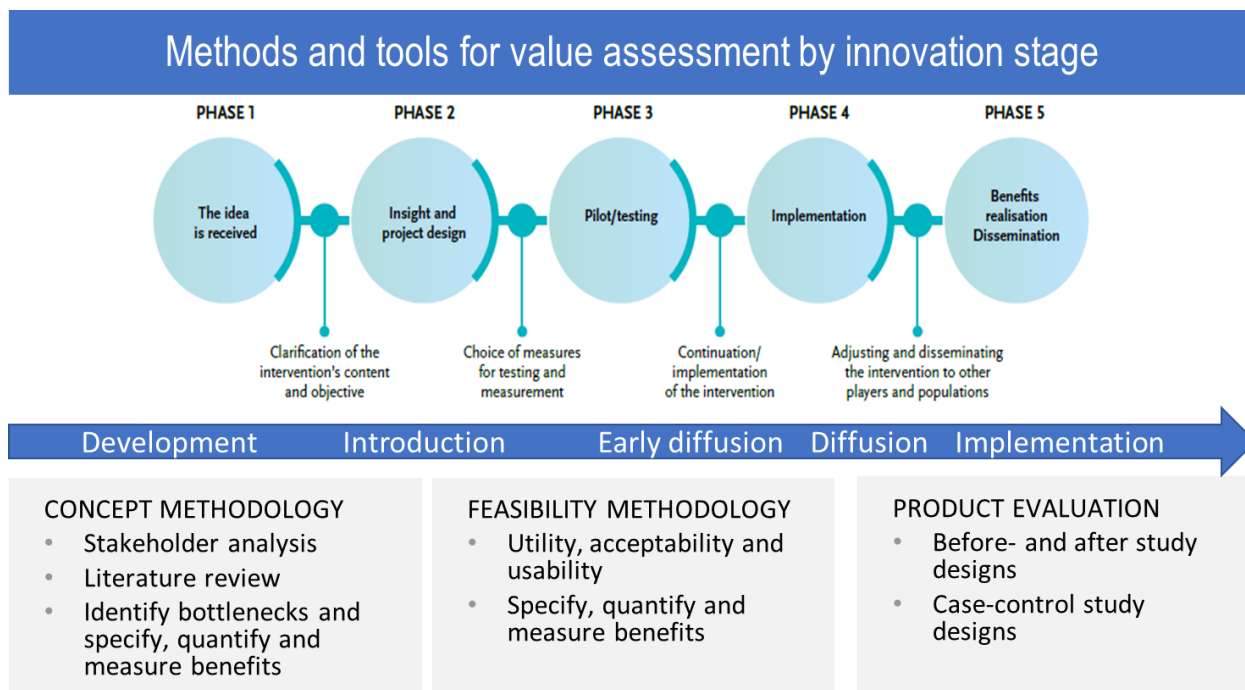 Methods and tools for value assessment by innovation stage
PHASE 1
PHASE 2
PHASE 3
PHASE 4
PHASE 5
The idea
is received
Insight and
project design
Pilot/testing
Implementation
Benefits
realisation
Dissemination
Clarification of the
intervention's content
and objective
Choice of measures
for testing and
measurement
Continuation/
implementation
of the intervention
Adjusting and disseminating
the intervention to other
players and populations
Development
Introduction
Early diffusion
Diffusion
Implementation
CONCEPT METHODOLOGY
• Stakeholder analysis
• Literature review
• Identify bottlenecks and
specify, quantify and
measure benefits
FEASIBILITY METHODOLOGY
• Utility, acceptability and
usability
• Specify, quantify and
measure benefits
PRODUCT EVALUATION
• Before- and after study
designs
• Case-control study
designs